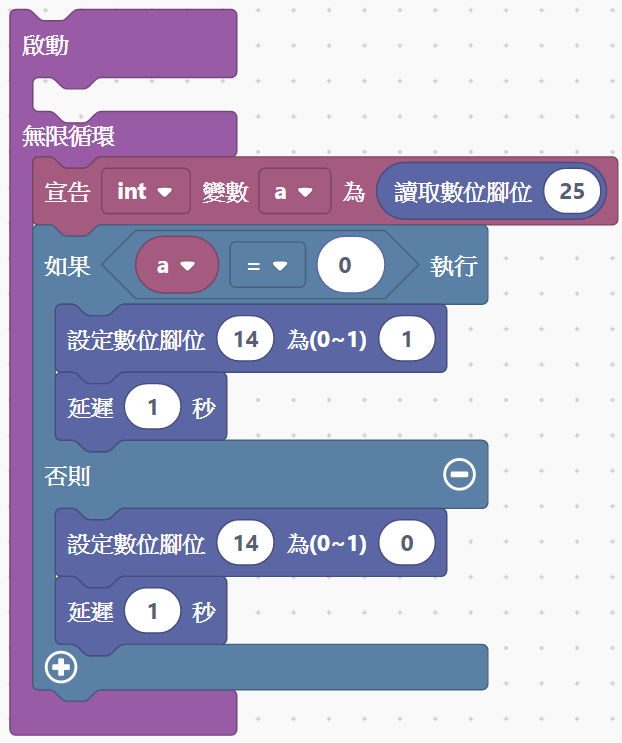 啟動
無限循環
宣告 int 變數 a 為 讀取數位腳位 25
如果 a = 0 執行
設定數位腳位 14 為(0~1) 1
延遲 1 秒
否則
設定數位腳位 14 為(0~1) 0
延遲 1 秒